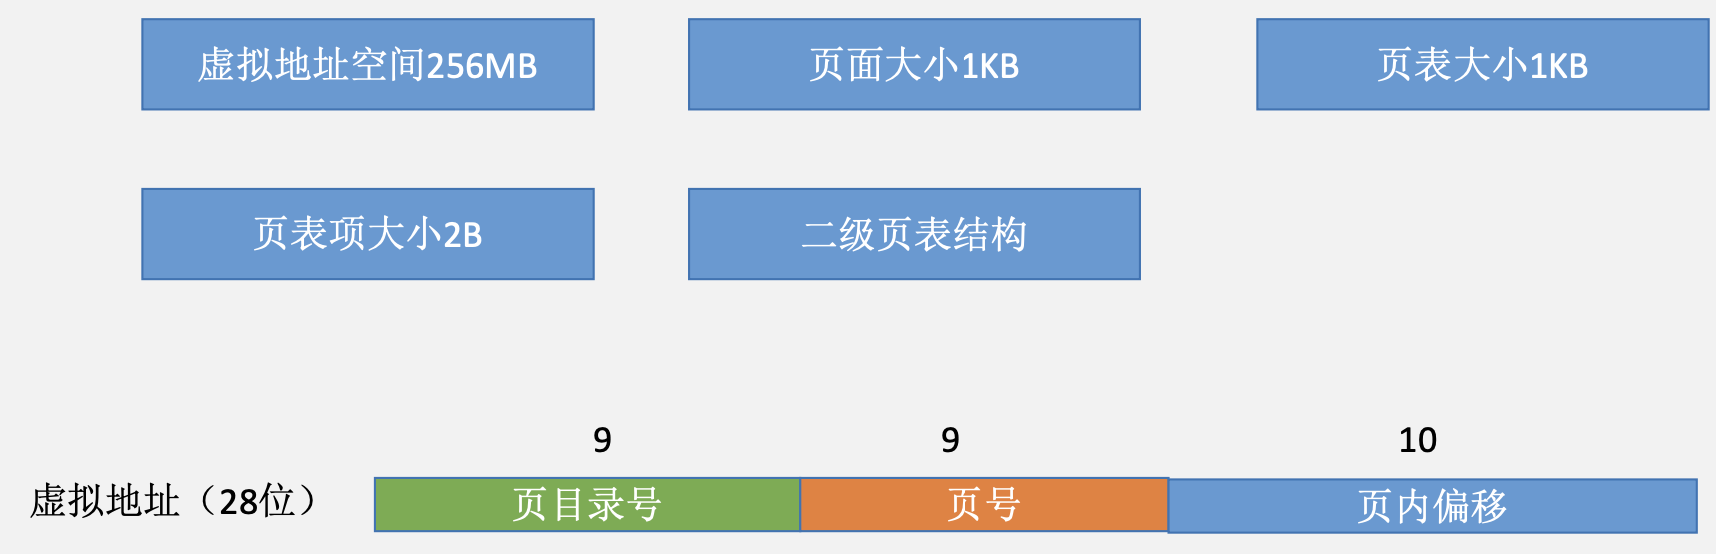 虚拟地址空间256MB
页面大小1KB
页表大小1KB
页表项大小2B
二级页表结构
9
9
10
虚拟地址（28位）
页目录号
页号
页内偏移